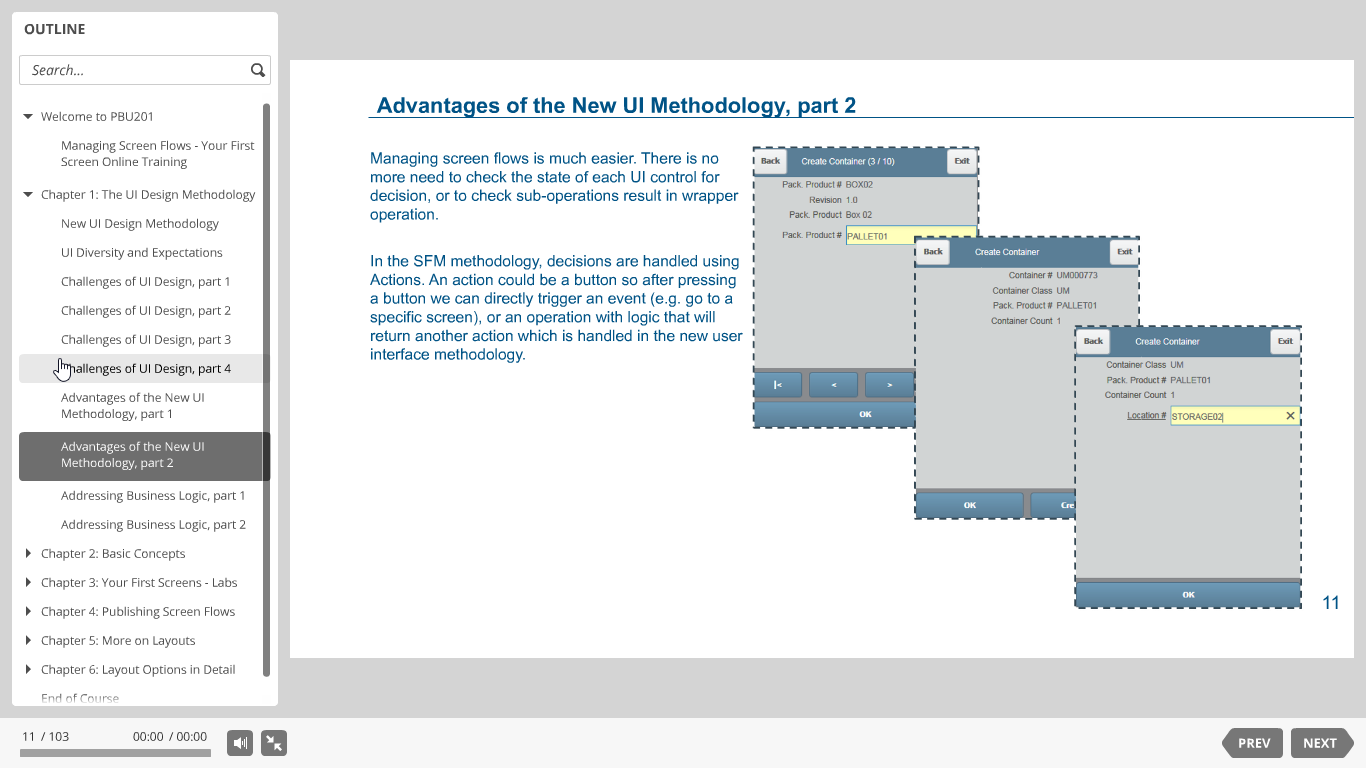 OUTLINE
Search...
Welcome to PBU201
Managing Screen Flows - Your First
Screen Online Training
Chapter 1: The UI Design Methodology
New UI Design Methodology
UI Diversity and Expectations
Challenges of UI Design, part 1
Challenges of UI Design, part 2
Challenges of UI Design, part 3
Challenges of UI Design, part 4
Advantages of the New UI
Methodology, part 1
Advantages of the New UI
Methodology, part 2
Addressing Business Logic, part 1
Addressing Business Logic, part 2
Chapter 2: Basic Concepts
Chapter 3: Your First Screens - Labs
Chapter 4: Publishing Screen Flows
Chapter 5: More on Layouts
Chapter 6: Layout Options in Detail
End of Course
Advantages of the New UI Methodology, part 2
Managing screen flows is much easier. There is no
more need to check the state of each UI control for
decision, or to check sub-operations result in wrapper
operation.
In the SFM methodology, decisions are handled using
Actions. An action could be a button so after pressing
a button we can directly trigger an event (e.g. go to a
specific screen), or an operation with logic that will
return another action which is handled in the new user
interface methodology.
Back Create Container (3 / 10) Exit
Pack. Product # BOX02
Revision 1.0
Pack. Product Box 02
Pack. Product # PALLET01
|< < >
OK
Back Create Container Exit
Container # UM000773
Container Class UM
Pack. Product # PALLET01
Container Count 1
OK Cre
Back Create Container Exit
Container Class UM
Pack. Product # PALLET01
Container Count 1
Location # STORAGE02
OK
11
11 / 103 00:00 / 00:00
PREV NEXT